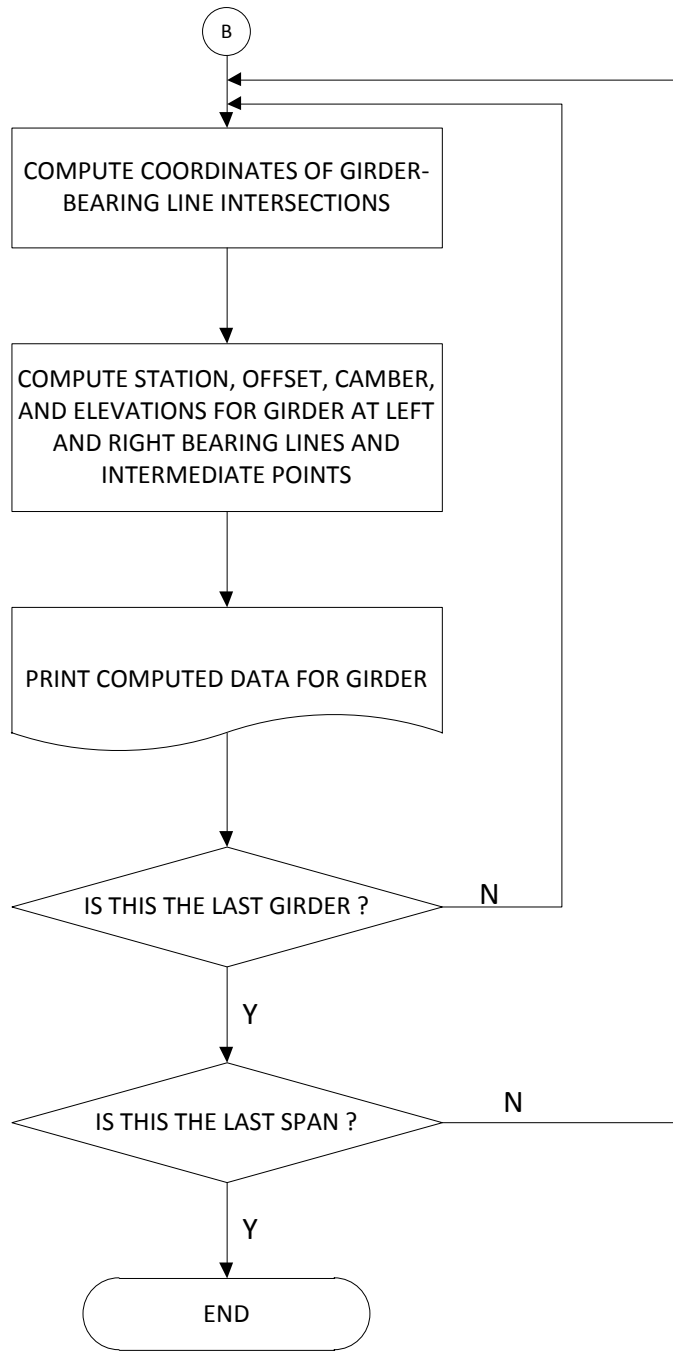 B
COMPUTE COORDINATES OF GIRDER-
BEARING LINE INTERSECTIONS
COMPUTE STATION, OFFSET, CAMBER,
AND ELEVATIONS FOR GIRDER AT LEFT
AND RIGHT BEARING LINES AND
INTERMEDIATE POINTS
PRINT COMPUTED DATA FOR GIRDER
IS THIS THE LAST GIRDER ?
N
Y
IS THIS THE LAST SPAN ?
N
Y
END